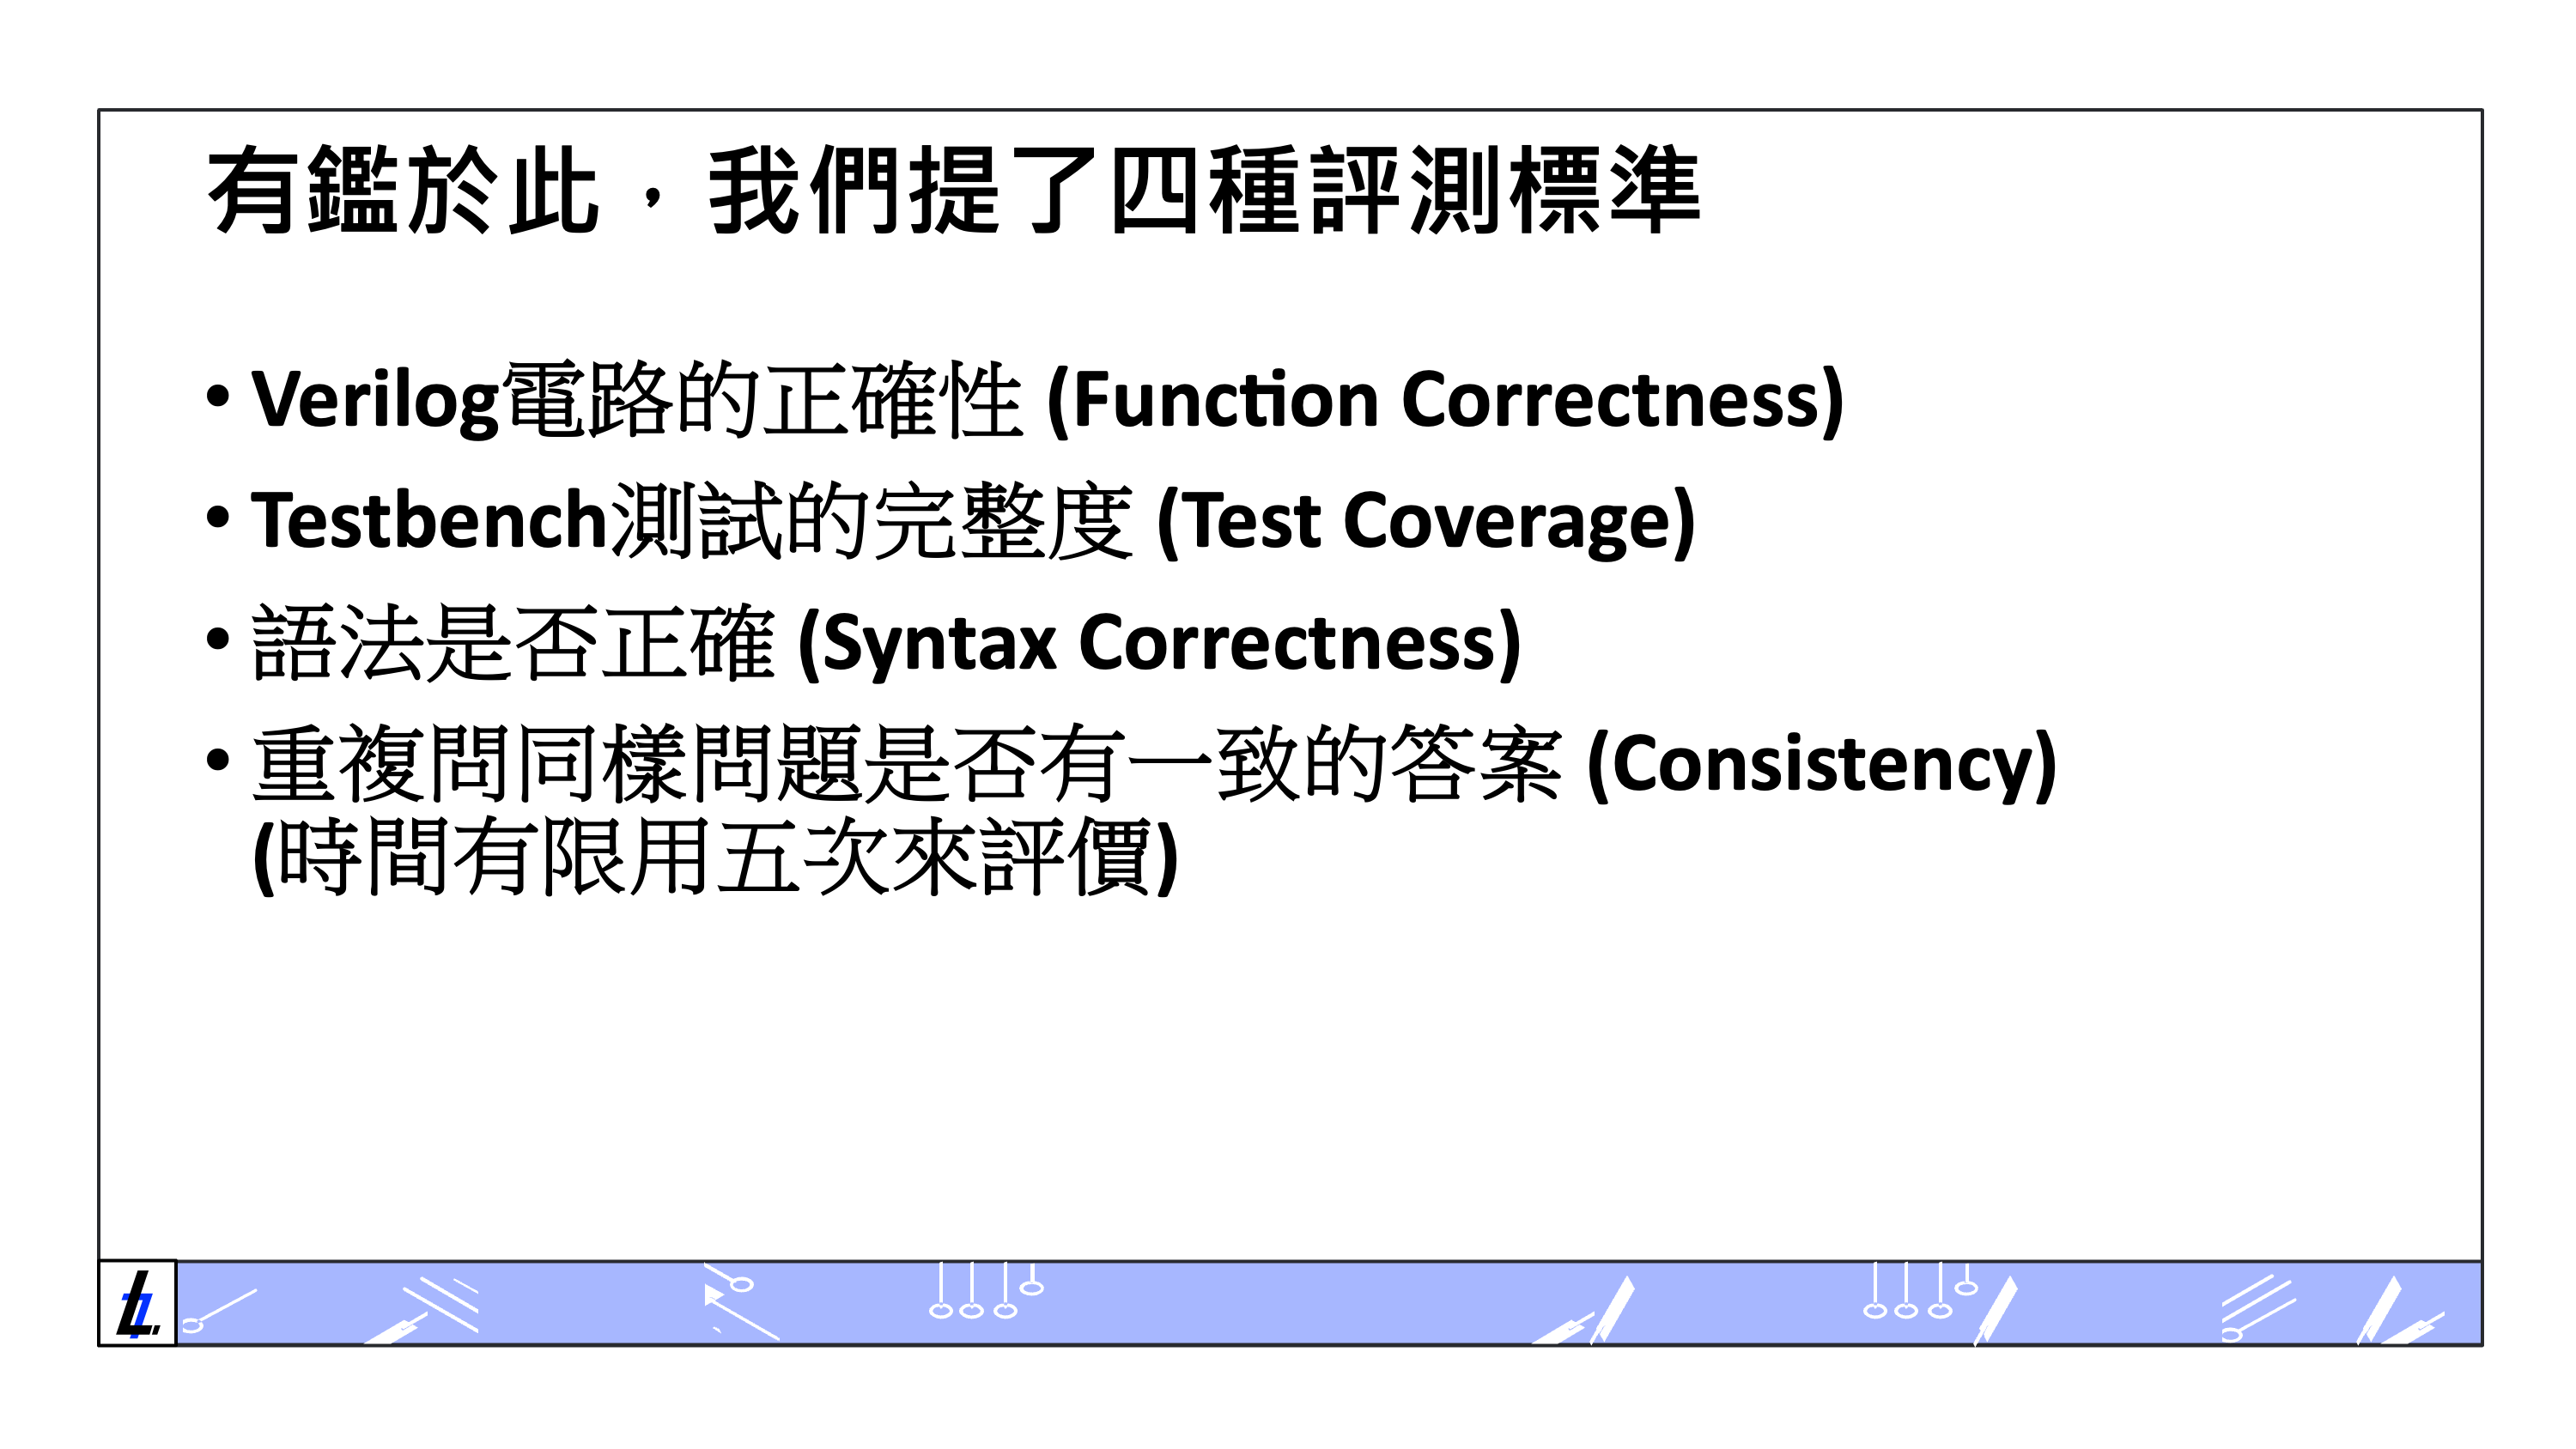 有鑑於此，我們提了四種評測標準
• Verilog電路的正確性 (Function Correctness)
• Testbench測試的完整度 (Test Coverage)
• 語法是否正確 (Syntax Correctness)
• 重複問同樣問題是否有一致的答案 (Consistency)
(時間有限用五次來評價)